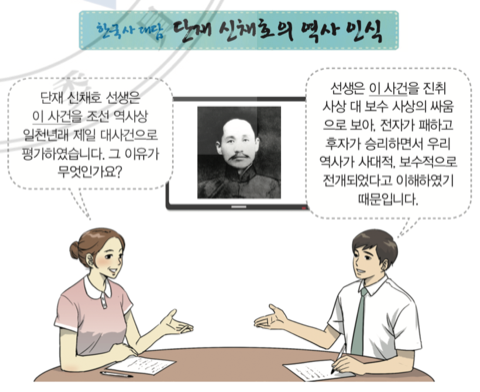 한국사 대담 단재 신채호의 역사 인식
단재 신채호 선생은
이 사건을 조선 역사상
일천년래 제일 대사건으로
평가하였습니다. 그 이유가
무엇인가요?
선생은 이 사건을 진취
사상 대 보수 사상의 싸움
으로 보아, 전자가 패하고
후자가 승리하면서 우리
역사가 사대적, 보수적으로
전개되었다고 이해하였기
때문입니다.